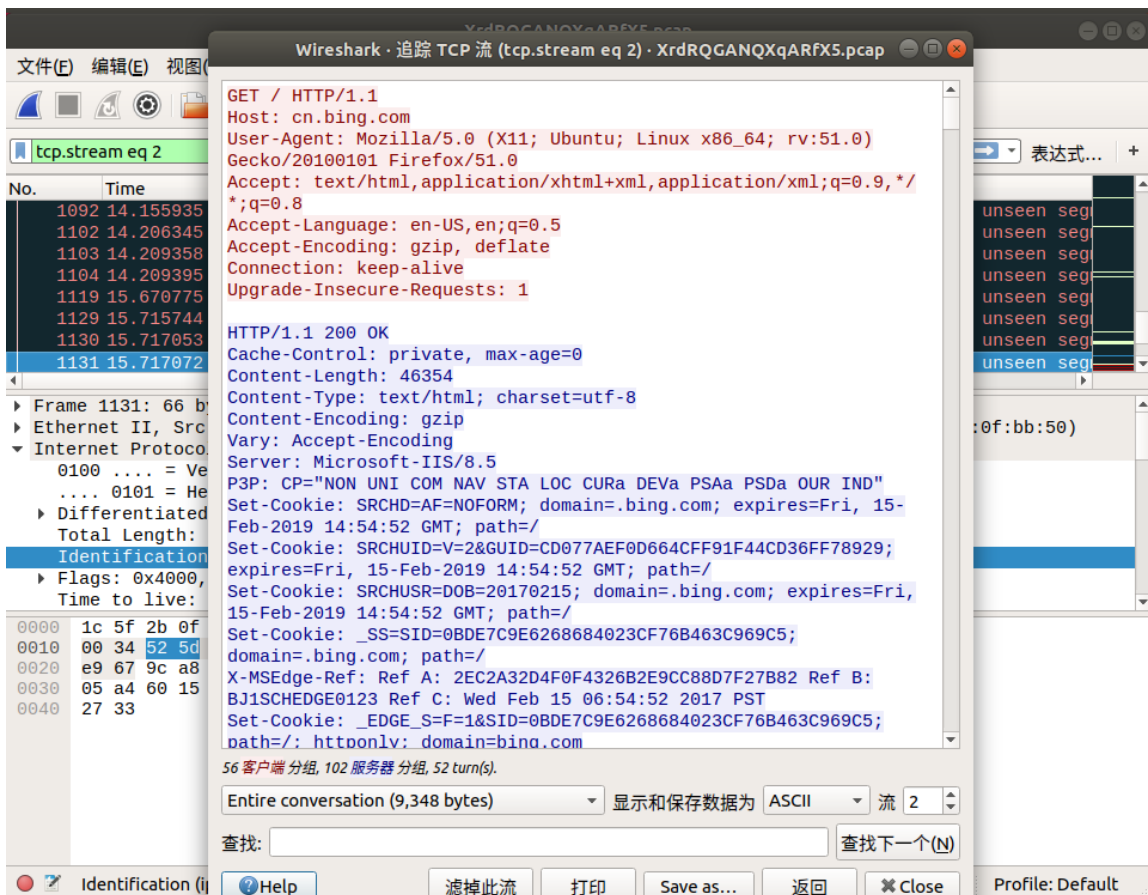 XrdRQGANQXqARfX5.pcap
Wireshark · 追踪 TCP 流 (tcp.stream eq 2) · XrdRQGANQXqARfX5.pcap
文件(F) 编辑(E) 视图(
tcp.stream eq 2
表达式… +
No. Time
1092 14.155935 unseen seg
1102 14.206345 unseen seg
1103 14.209358 unseen seg
1104 14.209395 unseen seg
1119 15.670775 unseen seg
1129 15.715744 unseen seg
1130 15.717053 unseen seg
1131 15.717072 unseen seg
Frame 1131: 66 by
Ethernet II, Src :0f:bb:50)
Internet Protoco
0100 .... = Ve
.... 0101 = He
Differentiated
Total Length:
Identification
Flags: 0x4000,
Time to live:
0000 1c 5f 2b 0f
0010 00 34 52 5d
0020 e9 67 9c a8
0030 05 a4 60 15
0040 27 33
GET / HTTP/1.1
Host: cn.bing.com
User-Agent: Mozilla/5.0 (X11; Ubuntu; Linux x86_64; rv:51.0)
Gecko/20100101 Firefox/51.0
Accept: text/html,application/xhtml+xml,application/xml;q=0.9,*/
*;q=0.8
Accept-Language: en-US,en;q=0.5
Accept-Encoding: gzip, deflate
Connection: keep-alive
Upgrade-Insecure-Requests: 1
HTTP/1.1 200 OK
Cache-Control: private, max-age=0
Content-Length: 46354
Content-Type: text/html; charset=utf-8
Content-Encoding: gzip
Vary: Accept-Encoding
Server: Microsoft-IIS/8.5
P3P: CP="NON UNI COM NAV STA LOC CURa DEVa PSAa PSDa OUR IND"
Set-Cookie: SRCHD=AF=NOFORM; domain=.bing.com; expires=Fri, 15-
Feb-2019 14:54:52 GMT; path=/
Set-Cookie: SRCHUID=V=2&GUID=CD077AEF0D664CFF91F44CD36FF78929;
expires=Fri, 15-Feb-2019 14:54:52 GMT; path=/
Set-Cookie: SRCHUSR=DOB=20170215; domain=.bing.com; expires=Fri,
15-Feb-2019 14:54:52 GMT; path=/
Set-Cookie: _SS=SID=0BDE7C9E6268684023CF76B463C969C5;
domain=.bing.com; path=/
X-MSEdge-Ref: Ref A: 2EC2A32D4F0F4326B2E9CC88D7F27B82 Ref B:
BJ1SCHEDGE0123 Ref C: Wed Feb 15 06:54:52 2017 PST
Set-Cookie: _EDGE_S=F=1&SID=0BDE7C9E6268684023CF76B463C969C5;
path=/; httponly; domain=bing.com
56 客户端 分组, 102 服务器 分组, 52 turn(s).
Entire conversation (9,348 bytes) 显示和保存数据为 ASCII 流 2
查找: 查找下一个(N)
Help 滤掉此流 打印 Save as… 返回 Close
Identification (i Profile: Default